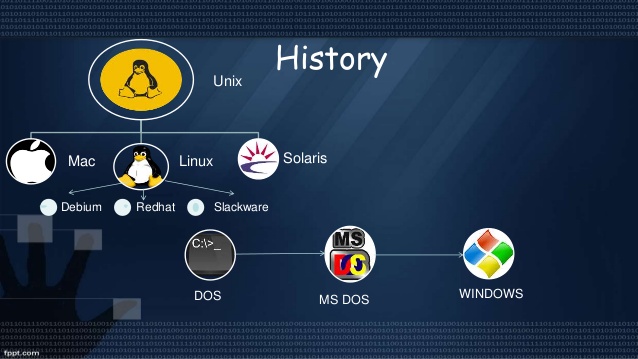 History
Unix
Mac
Linux
Solaris
Debium
Redhat
Slackware
C:\>_
MS
DOS
DOS
MS DOS
WINDOWS
fppt.com